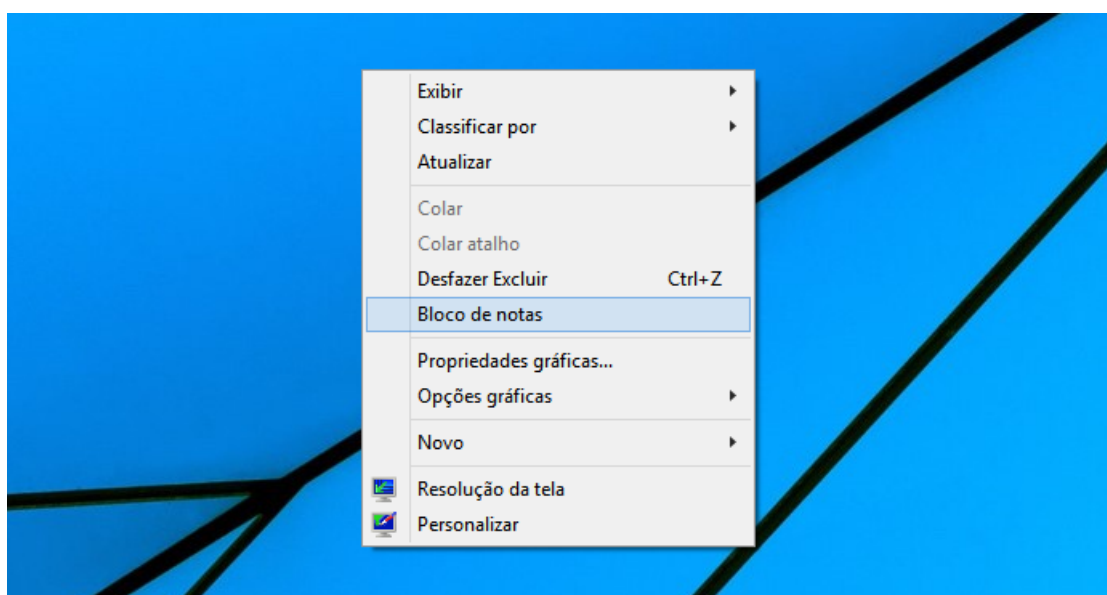 Exibir
Classificar por
Atualizar
Colar
Colar atalho
Desfazer Excluir Ctrl+Z
Bloco de notas
Propriedades gráficas...
Opções gráficas
Novo
Resolução da tela
Personalizar